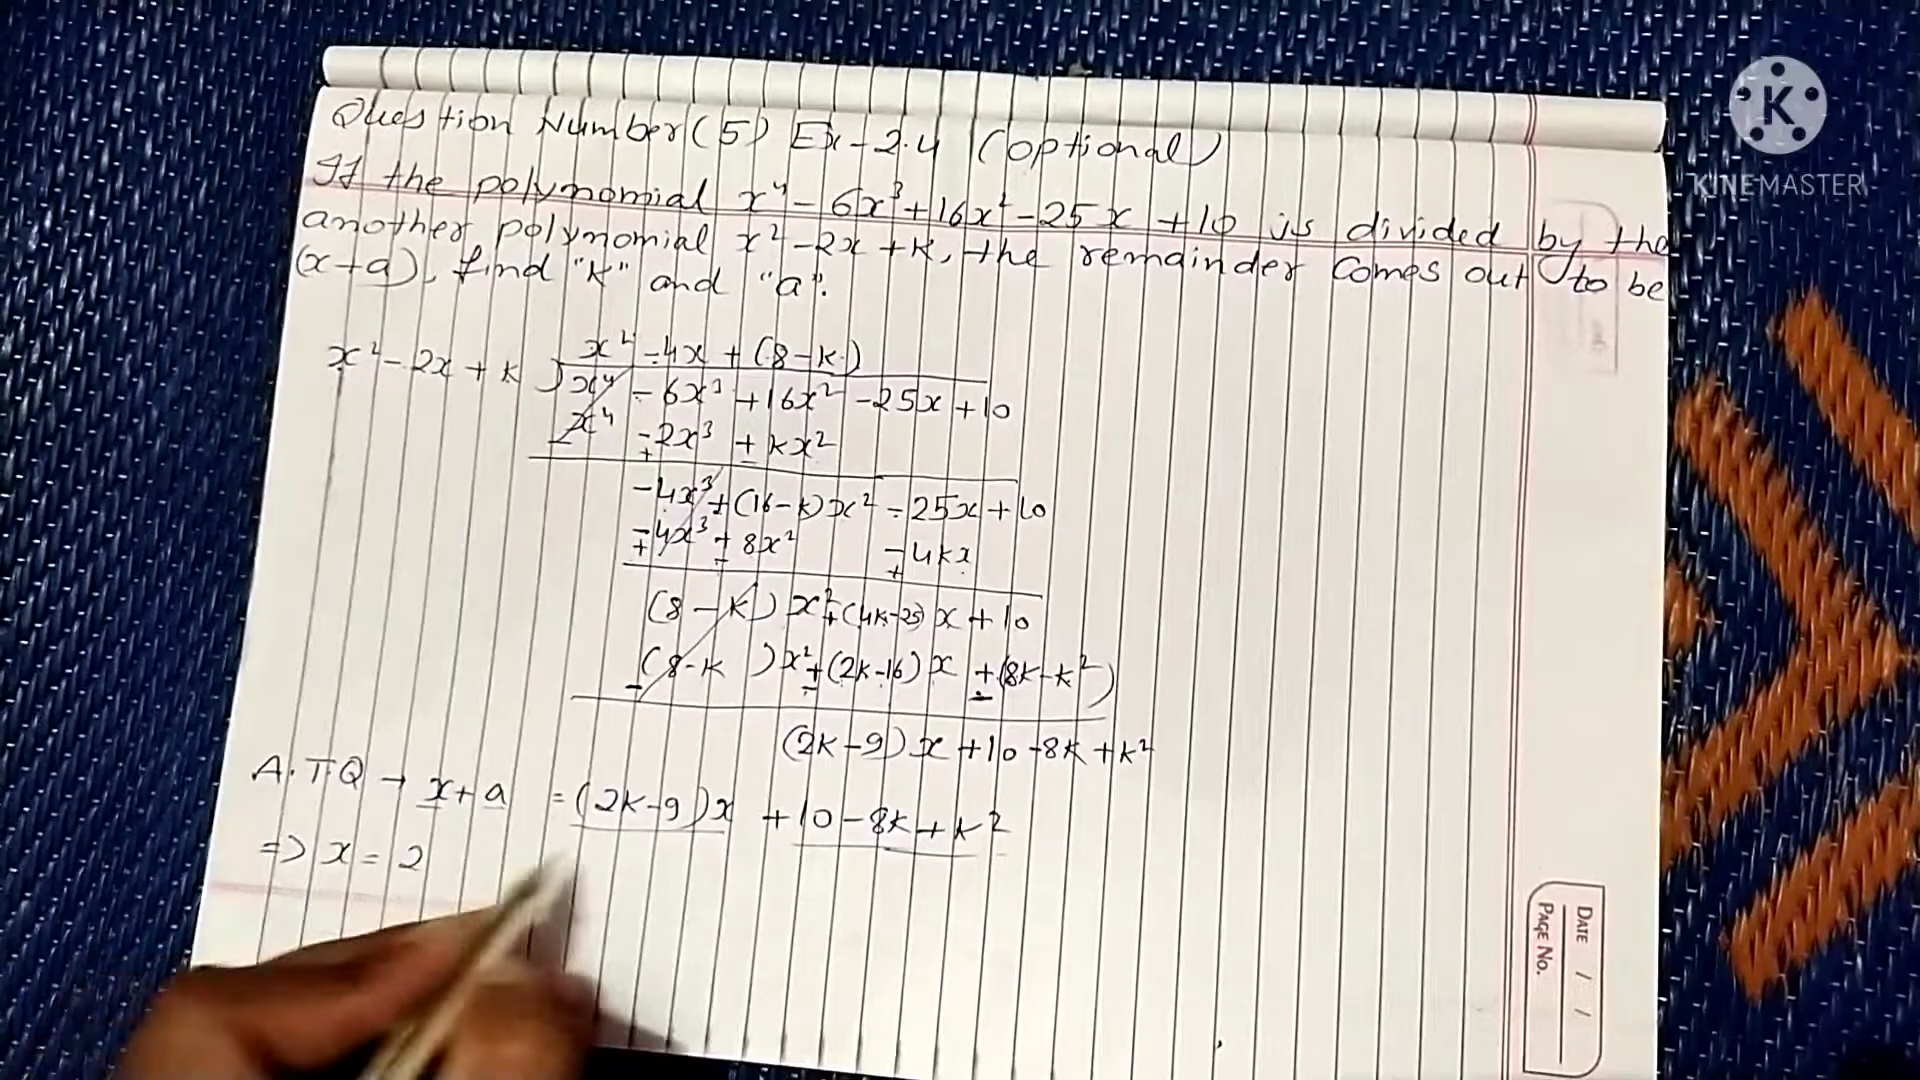 Question Number (5) Ex-2.4 (optional)
If the polynomial x⁴ - 6x³ + 16x² - 25x + 10 is divided by the
another polynomial x² - 2x + k, the remainder comes out to be
(x+a), find "k" and "a".
x² - 4x + (8-k)
x² - 2x + k ) x⁴ - 6x³ + 16x² - 25x + 10
x⁴ - 2x³ + kx²
- +  -
-4x³ + (16-k)x² - 25x + 10
-4x³ + 8x² - 4kx
+ - +
(8-k) x² + (4k-25) x + 10
(8-k) x² + (2k-16) x + (8k-k²)
- - -
(2k-9) x + 10 - 8k + k²
A.T.Q → x + a = (2k-9)x + 10 - 8k + k²
=> x = 2
KINEMASTER
K
DATE / /
PAGE NO.